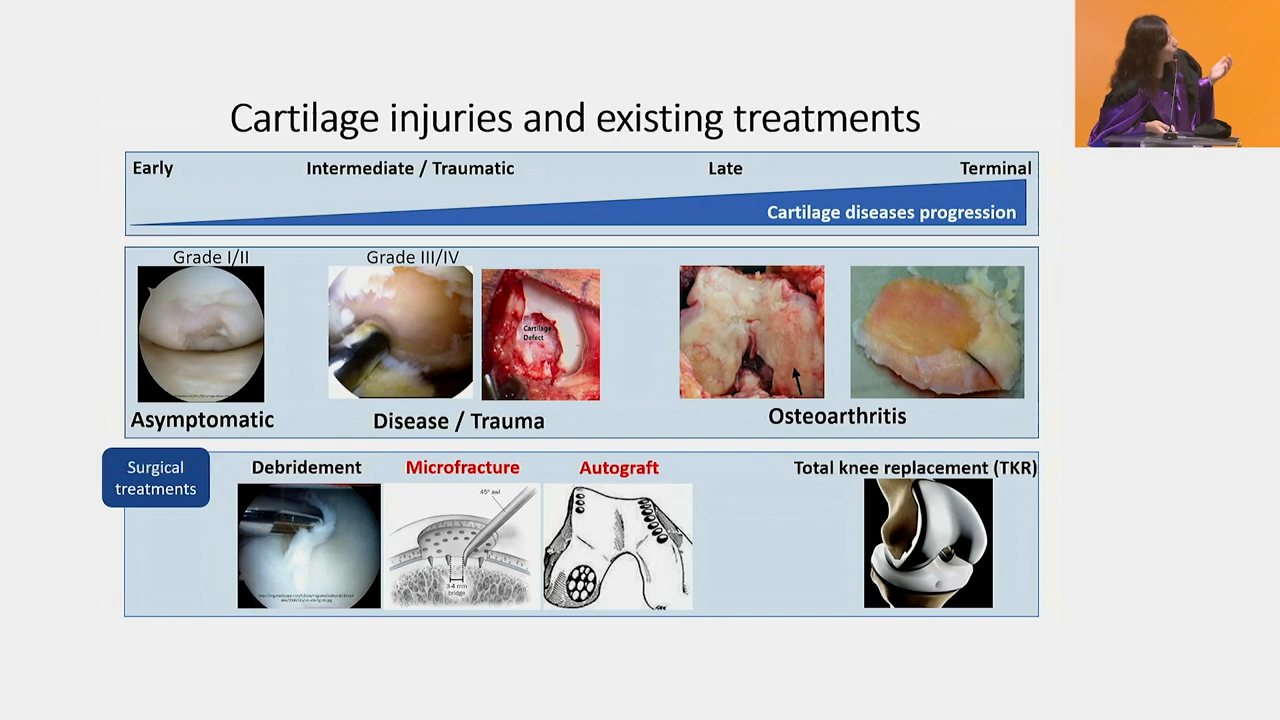 Cartilage injuries and existing treatments
Early
Intermediate / Traumatic
Late
Terminal
Cartilage diseases progression
Grade I/II
Grade III/IV
Cartilage
Defect
Asymptomatic
Disease / Trauma
Osteoarthritis
Surgical
treatments
Debridement
Microfracture
Autograft
Total knee replacement (TKR)
45° awl
3-4 mm
bridge